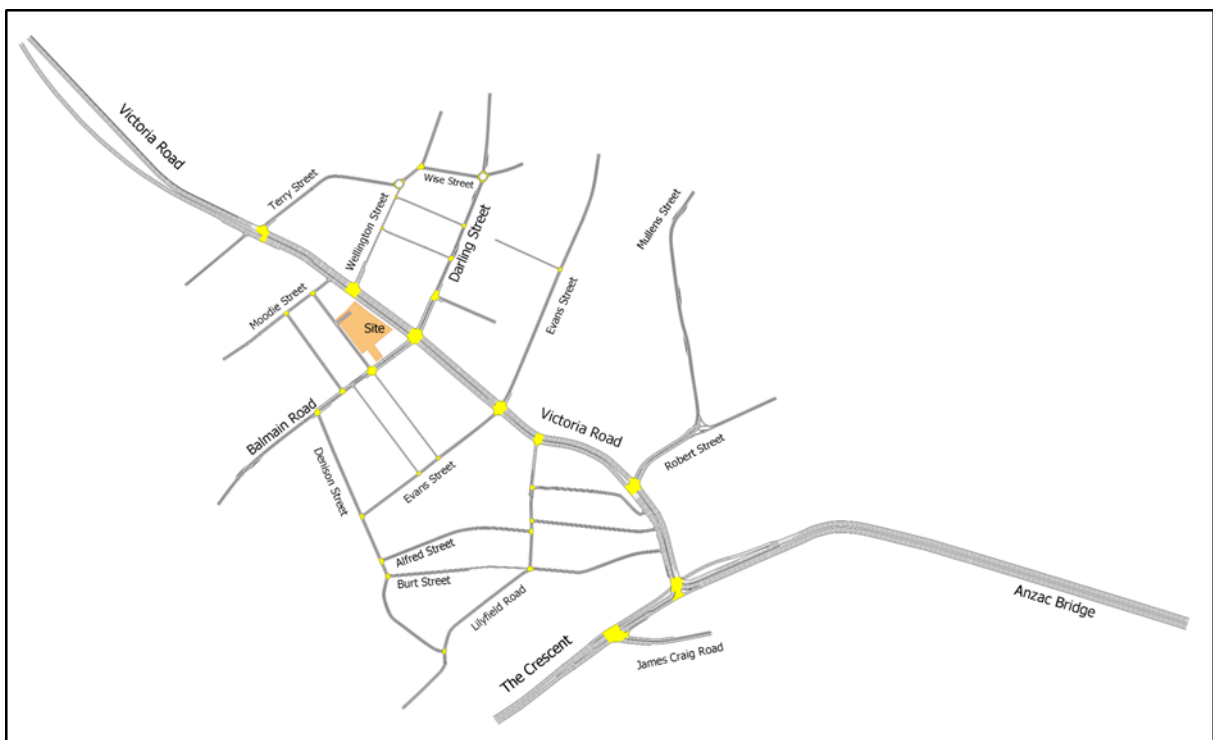 Victoria Road
Terry Street
Wise Street
Wellington Street
Darling Street
Mullens Street
Moodie Street
Site
Evans Street
Balmain Road
Victoria Road
Denison Street
Evans Street
Robert Street
Alfred Street
Burt Street
Lilyfield Road
Anzac Bridge
The Crescent
James Craig Road